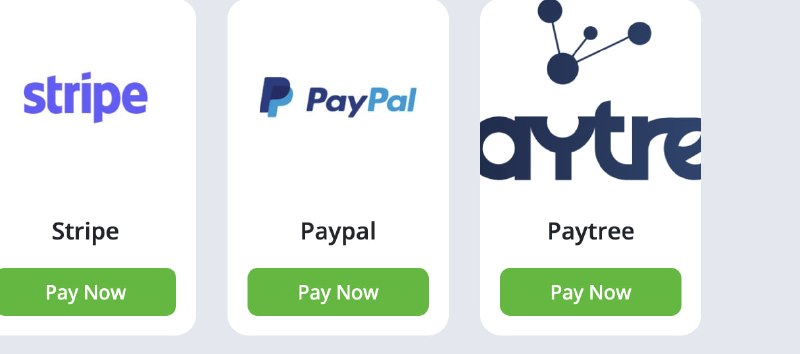 stripe
PayPal
aytre
Stripe
Paypal
Paytree
Pay Now
Pay Now
Pay Now